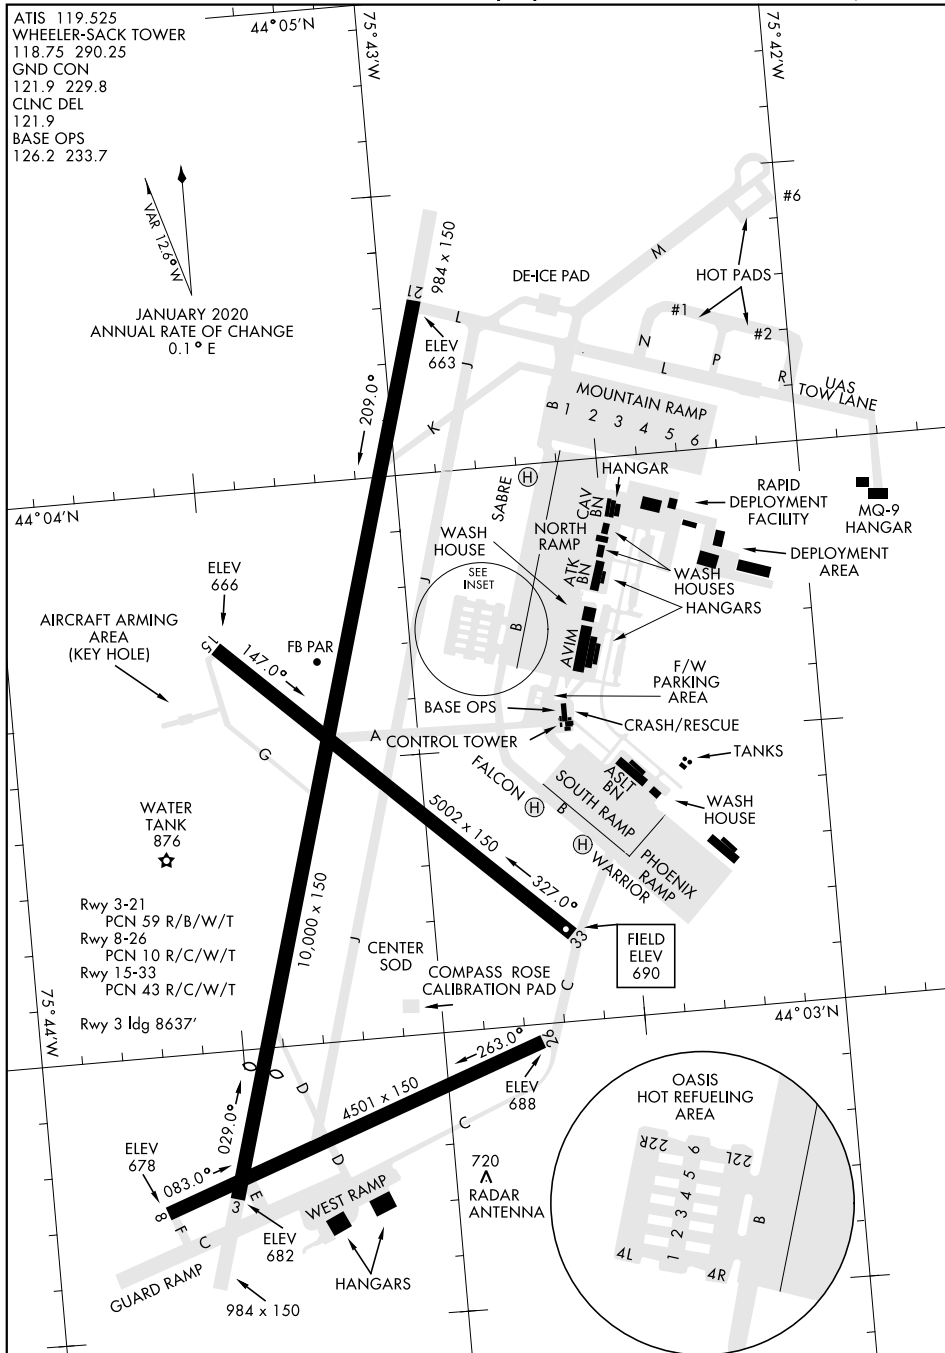 ATIS 119.525
WHEELER-SACK TOWER
118.75 290.25
GND CON
121.9 229.8
CLNC DEL
121.9
BASE OPS
126.2 233.7
44°05'N
75°43'W
75°42'W
VAR 12.6° W
JANUARY 2020
ANNUAL RATE OF CHANGE
0.1° E
984 x 150
21
L
ELEV
663
209.0°
J
K
DE-ICE PAD
M
#6
HOT PADS
#1
#2
N
L
P
R
UAS
TOW LANE
MOUNTAIN RAMP
B
1 2 3 4 5 6
44°04'N
H
SABRE
HANGAR
CAV
BN
NORTH
RAMP
RAPID
DEPLOYMENT
FACILITY
MQ-9
HANGAR
WASH
HOUSE
ATK
BN
WASH
HOUSES
DEPLOYMENT
AREA
HANGARS
SEE
INSET
B
J
AVIM
ELEV
666
AIRCRAFT ARMING
AREA
(KEY HOLE)
15
147.0°
FB PAR
F/W
PARKING
AREA
BASE OPS
CRASH/RESCUE
A
CONTROL TOWER
G
TANKS
FALCON
H
B
SOUTH RAMP
ASLT
BN
WASH
HOUSE
H
WARRIOR
PHOENIX
RAMP
WATER
TANK
876
5002 x 150
327.0°
33
10,000 x 150
Rwy 3-21
PCN 59 R/B/W/T
Rwy 8-26
PCN 10 R/C/W/T
Rwy 15-33
PCN 43 R/C/W/T
Rwy 3 ldg 8637'
J
CENTER
SOD
COMPASS ROSE
CALIBRATION PAD
C
FIELD
ELEV
690
75°44'W
44°03'N
263.0°
26
ELEV
688
D
029.0°
4501 x 150
C
ELEV
678
083.0°
D
8
F
C
3
E
ELEV
682
WEST RAMP
HANGARS
GUARD RAMP
984 x 150
720
RADAR
ANTENNA
OASIS
HOT REFUELING
AREA
22R
22L
6
5
4
3
2
1
B
4L
4R